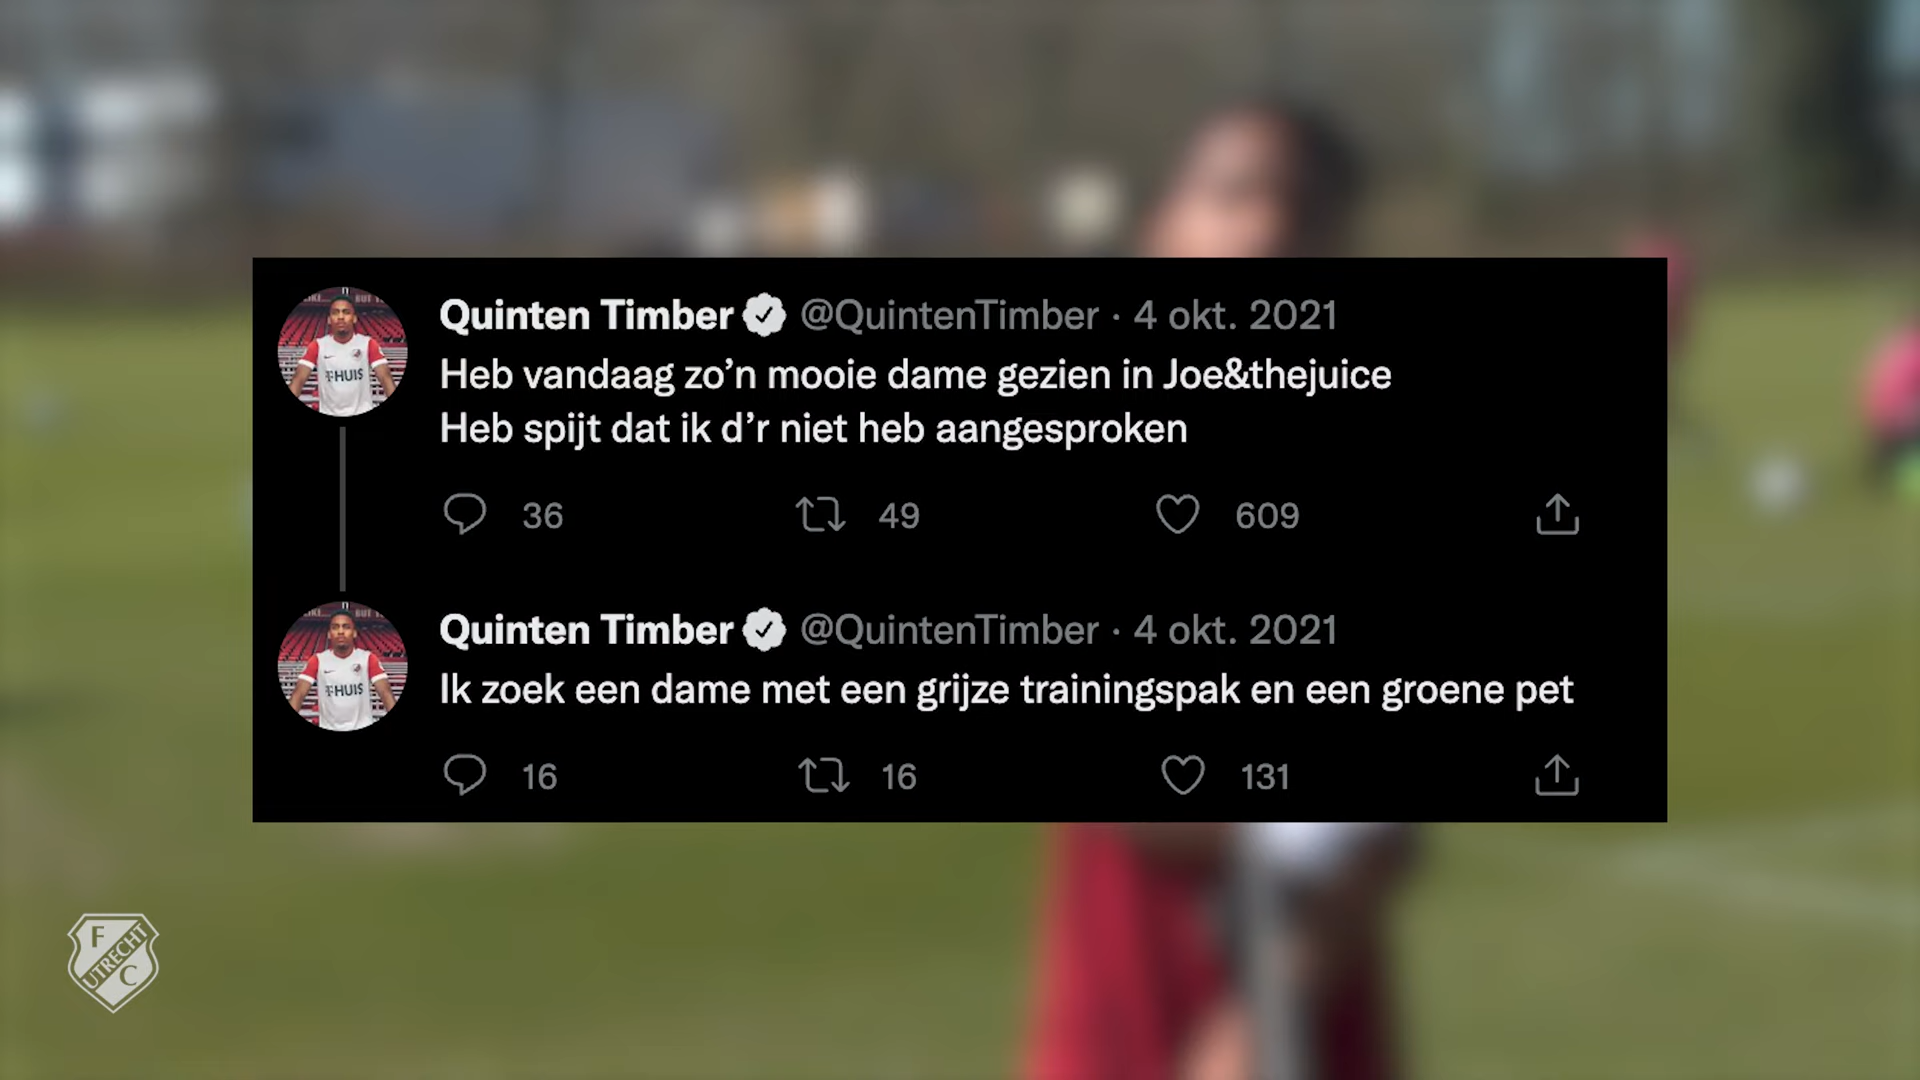 Quinten Timber @QuintenTimber · 4 okt. 2021
Heb vandaag zo’n mooie dame gezien in Joe&thejuice
Heb spijt dat ik d’r niet heb aangesproken
36 49 609
Quinten Timber @QuintenTimber · 4 okt. 2021
Ik zoek een dame met een grijze trainingspak en een groene pet
16 16 131
F
UTRECHT
C